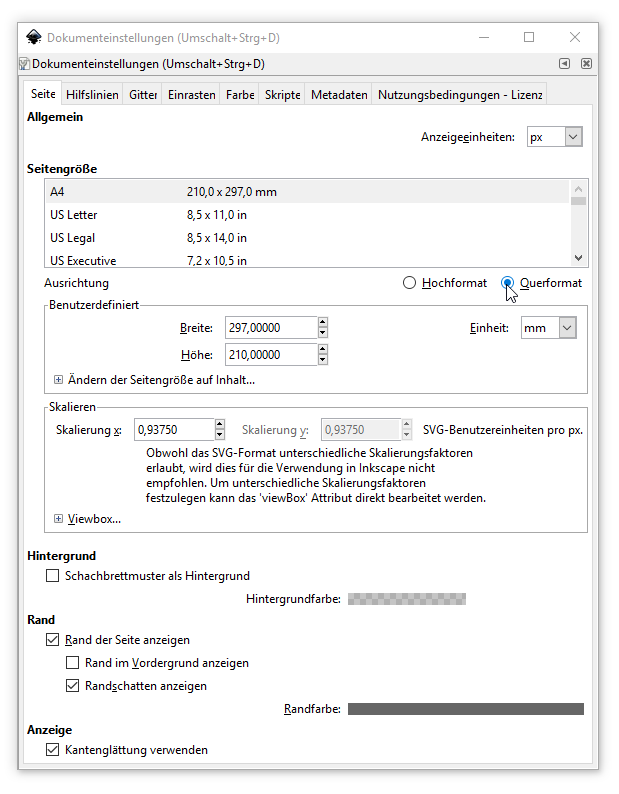 Dokumenteinstellungen (Umschalt+Strg+D)
Dokumenteinstellungen (Umschalt+Strg+D)
Seite Hilfslinien Gitter Einrasten Farbe Skripte Metadaten Nutzungsbedingungen - Lizenz
Allgemein
Anzeigeeinheiten: px
Seitengröße
A4 210,0 x 297,0 mm
US Letter 8,5 x 11,0 in
US Legal 8,5 x 14,0 in
US Executive 7,2 x 10,5 in
Ausrichtung Hochformat Querformat
Benutzerdefiniert
Breite: 297,00000 Einheit: mm
Höhe: 210,00000
Ändern der Seitengröße auf Inhalt...
Skalieren
Skalierung x: 0,93750 Skalierung y: 0,93750 SVG-Benutzereinheiten pro px.
Obwohl das SVG-Format unterschiedliche Skalierungsfaktoren
erlaubt, wird dies für die Verwendung in Inkscape nicht
empfohlen. Um unterschiedliche Skalierungsfaktoren
festzulegen kann das 'viewBox' Attribut direkt bearbeitet werden.
Viewbox...
Hintergrund
Schachbrettmuster als Hintergrund
Hintergrundfarbe:
Rand
Rand der Seite anzeigen
Rand im Vordergrund anzeigen
Randschatten anzeigen
Randfarbe:
Anzeige
Kantenglättung verwenden